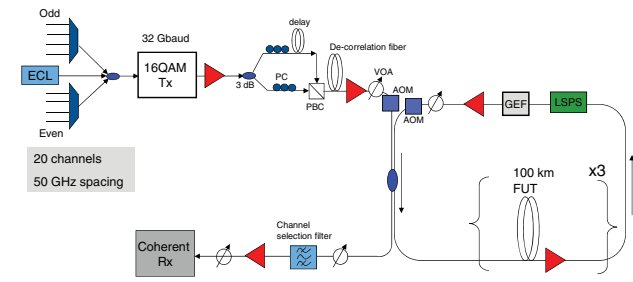 Odd
32 Gbaud
delay
De-correlation fiber
ECL
16QAM
Tx
3 dB
PC
PBC
VOA
AOM
AOM
GEF
LSPS
Even
20 channels
50 GHz spacing
100 km
FUT
x3
Channel
selection filter
Coherent
Rx